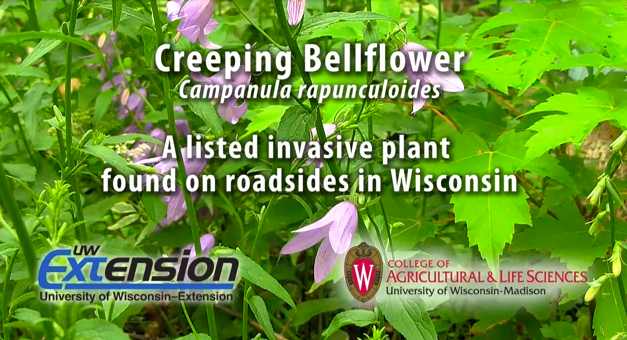 Creeping Bellflower
Campanula rapunculoides
A listed invasive plant
found on roadsides in Wisconsin
UW
Extension
University of Wisconsin–Extension
W
COLLEGE OF
AGRICULTURAL & LIFE SCIENCES
University of Wisconsin-Madison